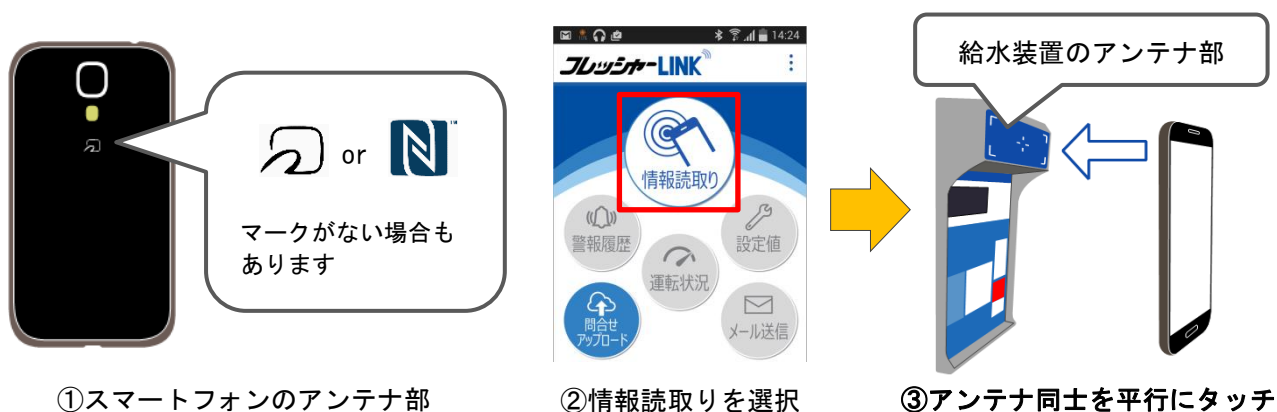 or
マークがない場合も
あります
①スマートフォンのアンテナ部
14:24
フレッシャーLINK
情報読取り
警報履歴
設定値
運転状況
問合せ
アップロード
メール送信
②情報読取りを選択
給水装置のアンテナ部
③アンテナ同士を平行にタッチ